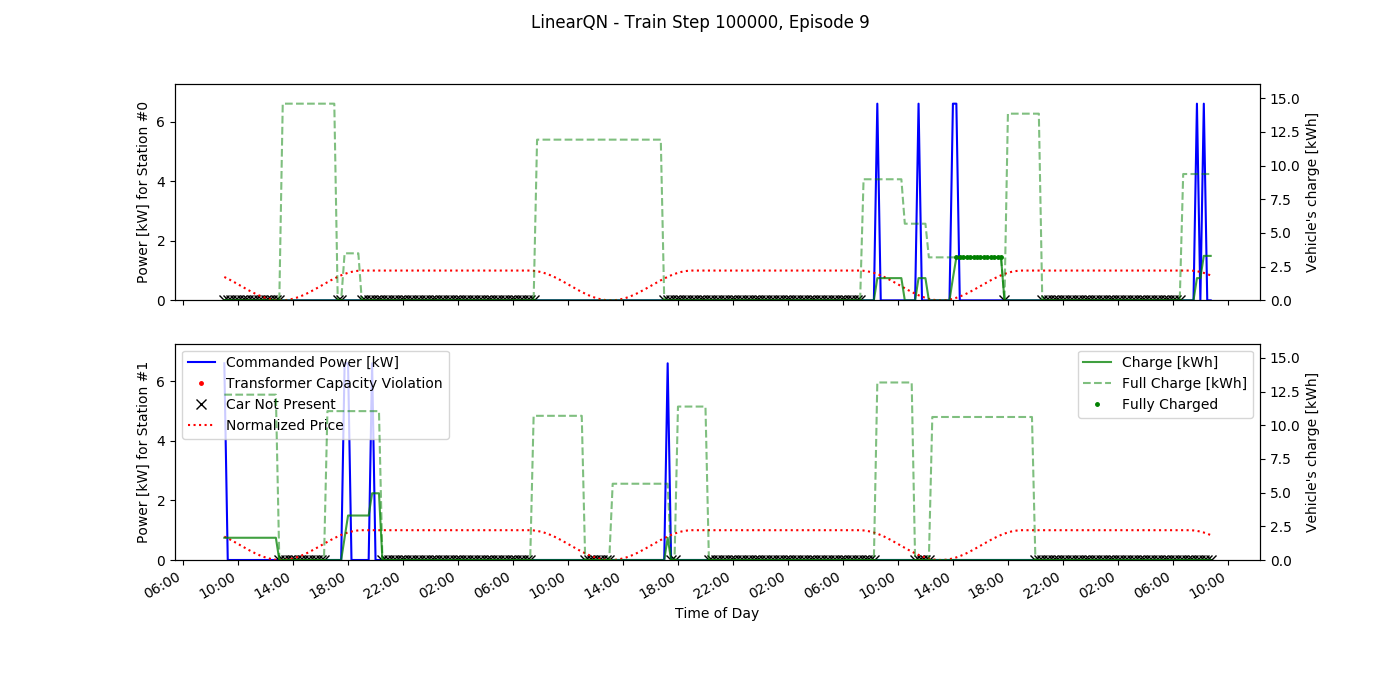 LinearQN - Train Step 100000, Episode 9
Power [kW] for Station #0
6
4
2
0
15.0
12.5
10.0
7.5
5.0
2.5
0.0
Vehicle's charge [kWh]
Power [kW] for Station #1
6
4
2
0
Commanded Power [kW]
Transformer Capacity Violation
Car Not Present
Normalized Price
Charge [kWh]
Full Charge [kWh]
Fully Charged
15.0
12.5
10.0
7.5
5.0
2.5
0.0
Vehicle's charge [kWh]
06:00 10:00 14:00 18:00 22:00 02:00 06:00 10:00 14:00 18:00 22:00 02:00 06:00 10:00 14:00 18:00 22:00 02:00 06:00 10:00
Time of Day